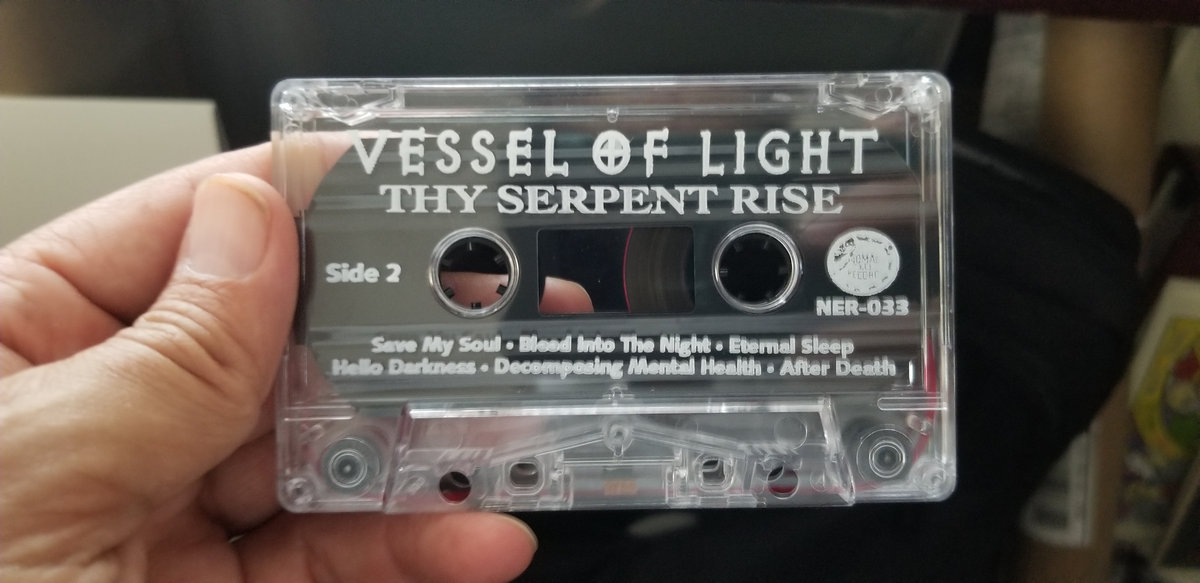 VESSEL OF LIGHT
THY SERPENT RISE
Side 2
NER-033
Save My Soul • Bleed Into The Night • Eternal Sleep
Hello Darkness • Decomposing Mental Health • After Death